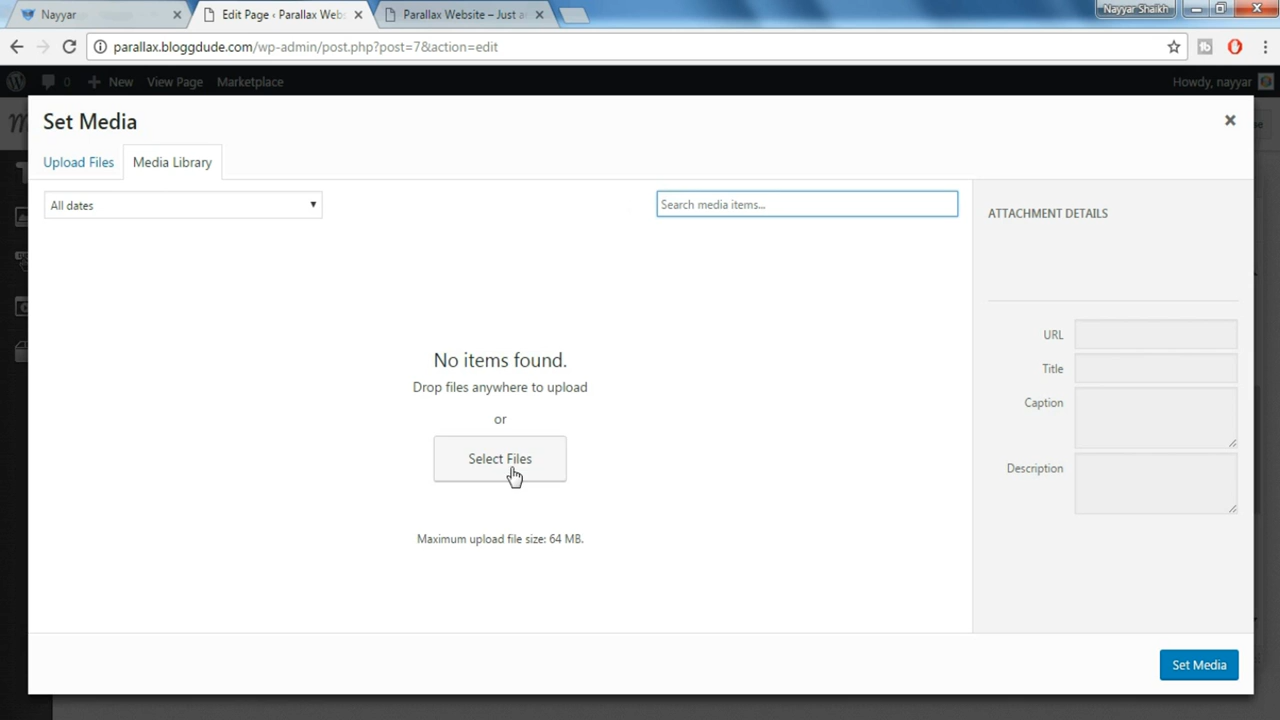 Nayyar
Edit Page ‹ Parallax Webs
Parallax Website – Just a
Nayyar Shaikh
parallax.bloggdude.com/wp-admin/post.php?post=7&action=edit
0
New
View Page
Marketplace
Howdy, nayyar
Set Media
Upload Files
Media Library
All dates
Search media items...
ATTACHMENT DETAILS
No items found.
Drop files anywhere to upload
or
Select Files
Maximum upload file size: 64 MB.
URL
Title
Caption
Description
Set Media